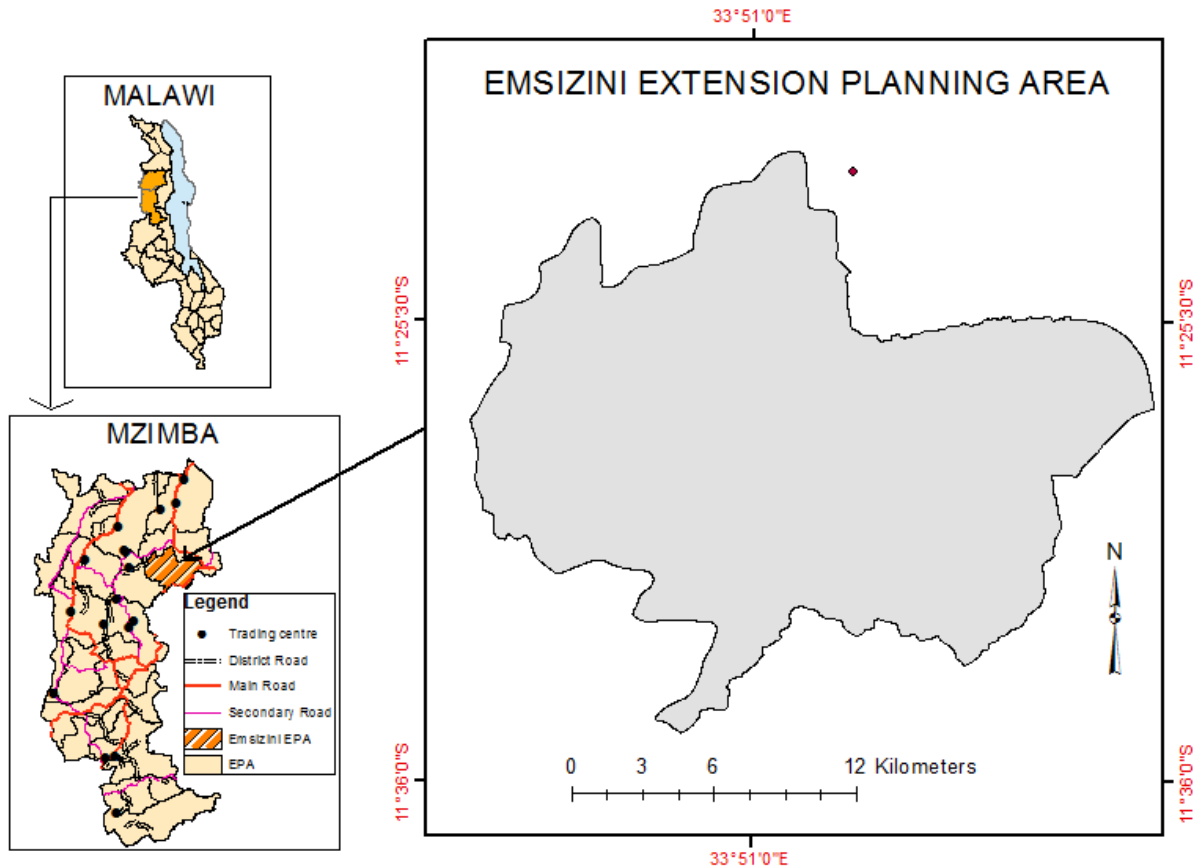 33°51'0"E
MALAWI
EMSIZINI EXTENSION PLANNING AREA
11°25'30"S
11°25'30"S
MZIMBA
Legend
Trading centre
District Road
Main Road
Secondary Road
Emsizini EPA
EPA
N
0 3 6 12 Kilometers
11°36'0"S
11°36'0"S
33°51'0"E